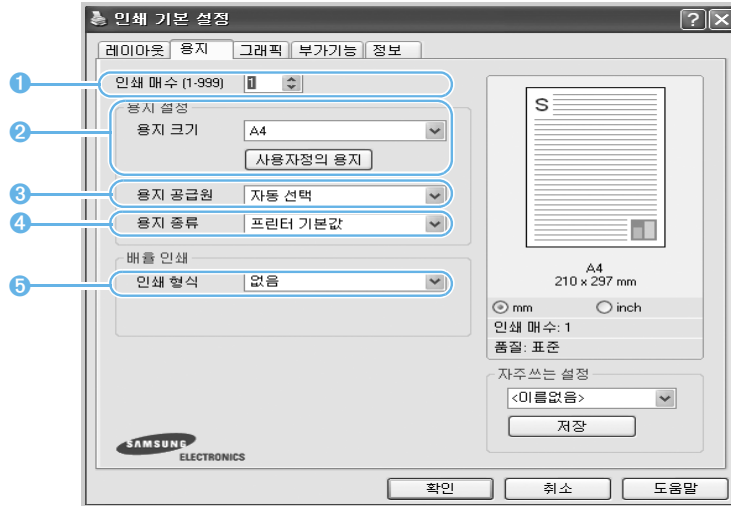 인쇄 기본 설정
레이아웃 용지 그래픽 부가기능 정보
1 인쇄 매수 (1-999) 1
용지 설정
2 용지 크기 A4
사용자정의 용지
3 용지 공급원 자동 선택
4 용지 종류 프린터 기본값
배율 인쇄
5 인쇄 형식 없음
S
A4
210 x 297 mm
mm inch
인쇄 매수: 1
품질: 표준
자주쓰는 설정
<이름없음>
저장
SAMSUNG
ELECTRONICS
확인 취소 도움말